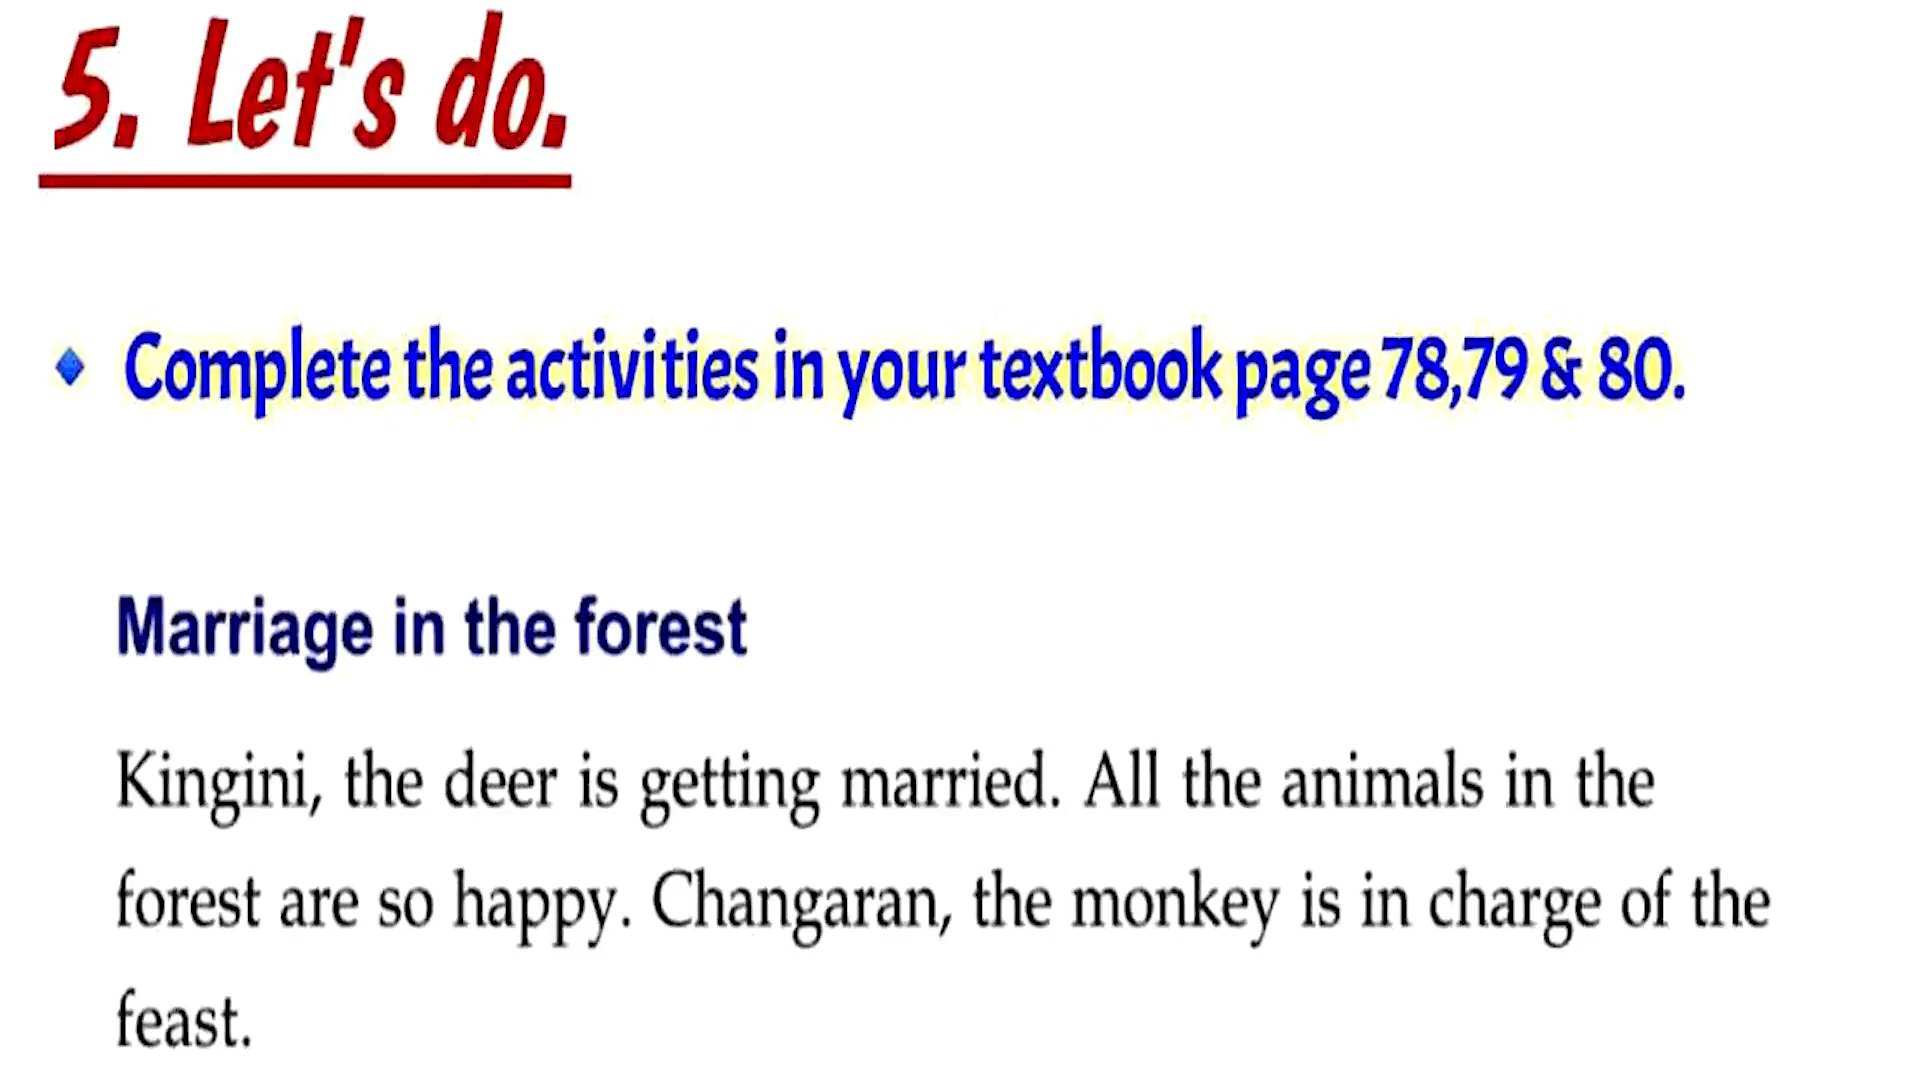 5. Let's do.
Complete the activities in your textbook page 78,79 & 80.
Marriage in the forest
Kingini, the deer is getting married. All the animals in the
forest are so happy. Changaran, the monkey is in charge of the
feast.